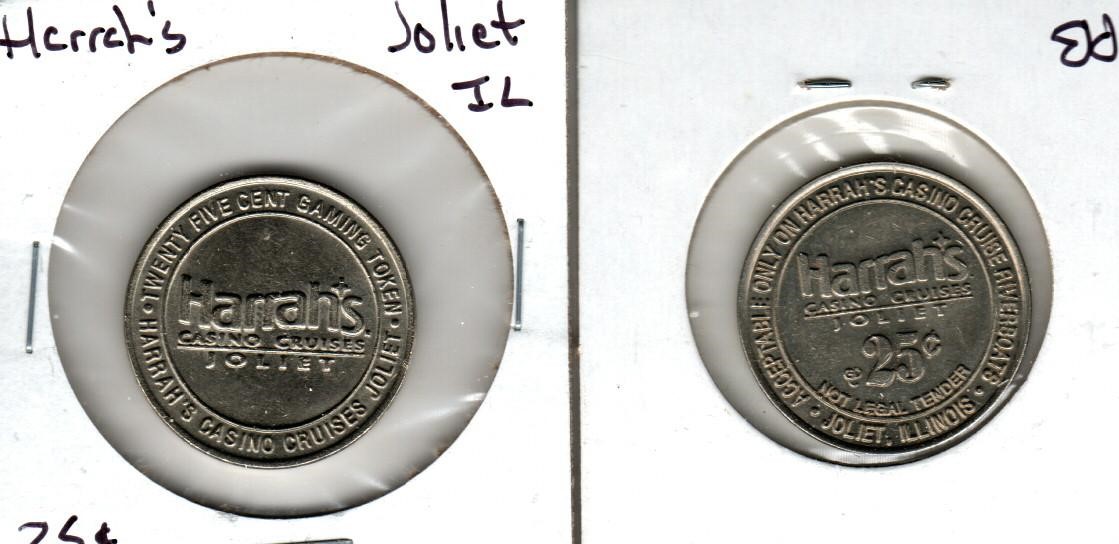 Harrah's
Joliet
IL
•TWENTY FIVE CENT GAMING TOKEN•
Harrah's
CASINO CRUISES
JOLIET
HARRAH'S CASINO CRUISES JOLIET
25¢
ACCEPTABLE ONLY ON HARRAH'S CASINO CRUISE RIVERBOATS
Harrah's
CASINO CRUISES
JOLIET
25¢
NOT LEGAL TENDER
• JOLIET, ILLINOIS •